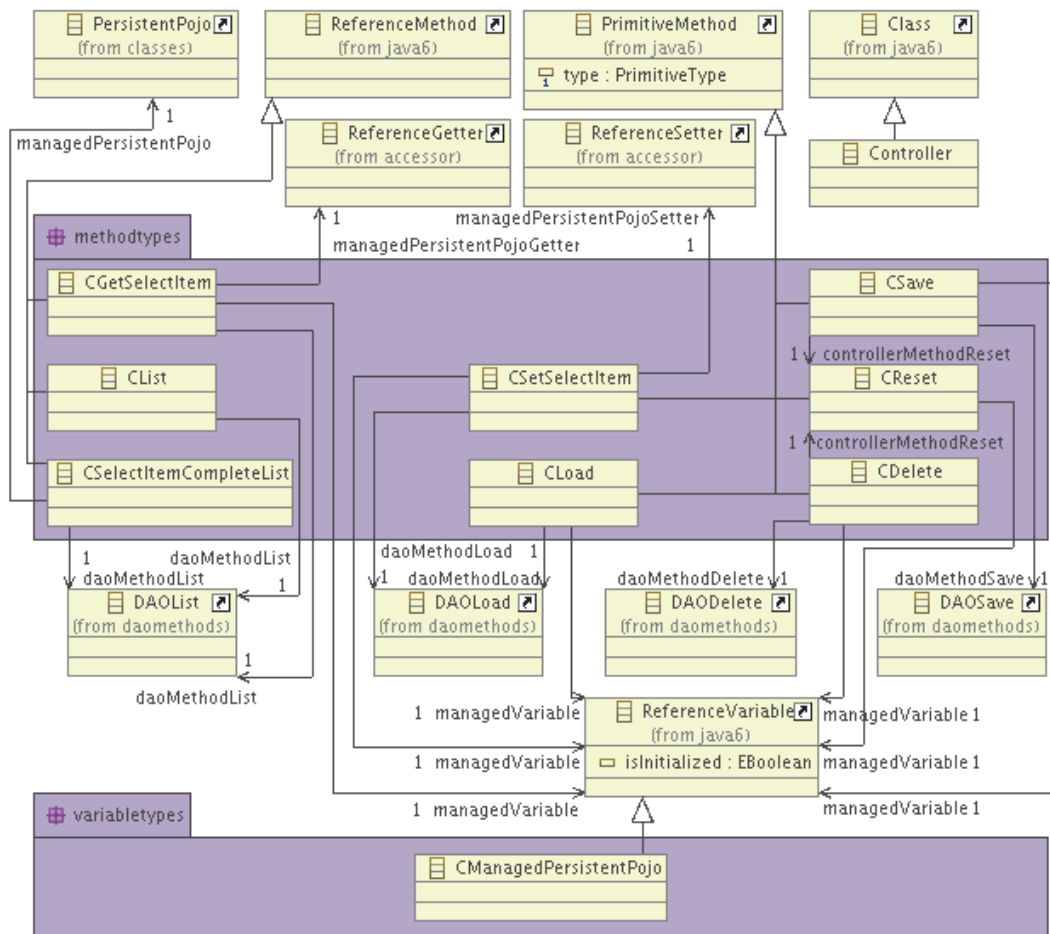 PersistentPojo
(from classes)
ReferenceMethod
(from java6)
PrimitiveMethod
(from java6)
1 type : PrimitiveType
Class
(from java6)
1
managedPersistentPojo
ReferenceGetter
(from accessor)
ReferenceSetter
(from accessor)
Controller
1
managedPersistentPojoSetter
methodtypes
managedPersistentPojoGetter
1
CGetSelectItem
CSave
1 controllerMethodReset
CList
CSetSelectItem
CReset
1 controllerMethodReset
CSelectItemCompleteList
CLoad
CDelete
1
daoMethodList
daoMethodLoad
1
daoMethodList
1
1
daoMethodLoad
daoMethodDelete
1
daoMethodSave
1
DAOList
(from daomethods)
DAOLoad
(from daomethods)
DAODelete
(from daomethods)
DAOSave
(from daomethods)
1
daoMethodList
ReferenceVariable
(from java6)
isInitialized : EBoolean
1 managedVariable
managedVariable 1
1 managedVariable
managedVariable 1
1 managedVariable
managedVariable 1
variabletypes
CManagedPersistentPojo